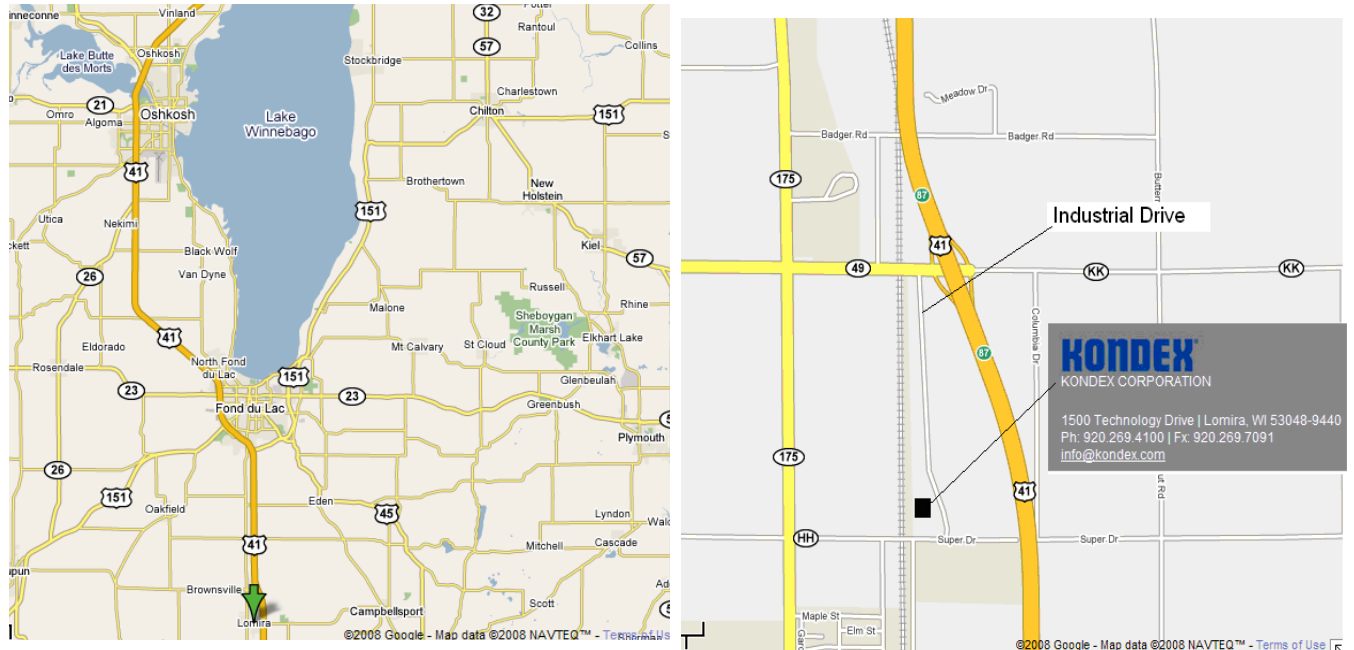 nneconne
Vinland
Lake Butte
des Morts
Oshkosh
21
Omro
Algoma
Oshkosh
Lake
Winnebago
Stockbridge
32
57
Rantoul
Collins
Charlestown
Chilton
151
41
Brothertown
New
Holstein
Utica
ckett
Nekimi
151
Black Wolf
Van Dyne
Kiel
57
26
Russell
Rhine
Malone
Sheboygan
Marsh
County Park
41
Eldorado
Rosendale
North Fond
du Lac
Mt Calvary
St Cloud
Elkhart Lake
151
Glenbeulah
23
23
Fond du Lac
Greenbush
Plymouth
26
151
Oakfield
Eden
45
Lyndon
Cascade
Mitchell
41
upun
Brownsville
Lomira
Campbellsport
Scott
©2008 Google - Map data ©2008 NAVTEQ™ - Terms of Us
Meadow Dr
Badger Rd
Badger Rd
175
87
Industrial Drive
41
49
KK
KK
Columbia Dr
87
KONDEX
KONDEX CORPORATION
1500 Technology Drive | Lomira, WI 53048-9440
Ph: 920.269.4100 | Fx: 920.269.7091
info@kondex.com
175
41
ut Rd
HH
Super Dr
Super Dr
Maple St
Elm St
©2008 Google - Map data ©2008 NAVTEQ™ - Terms of Use